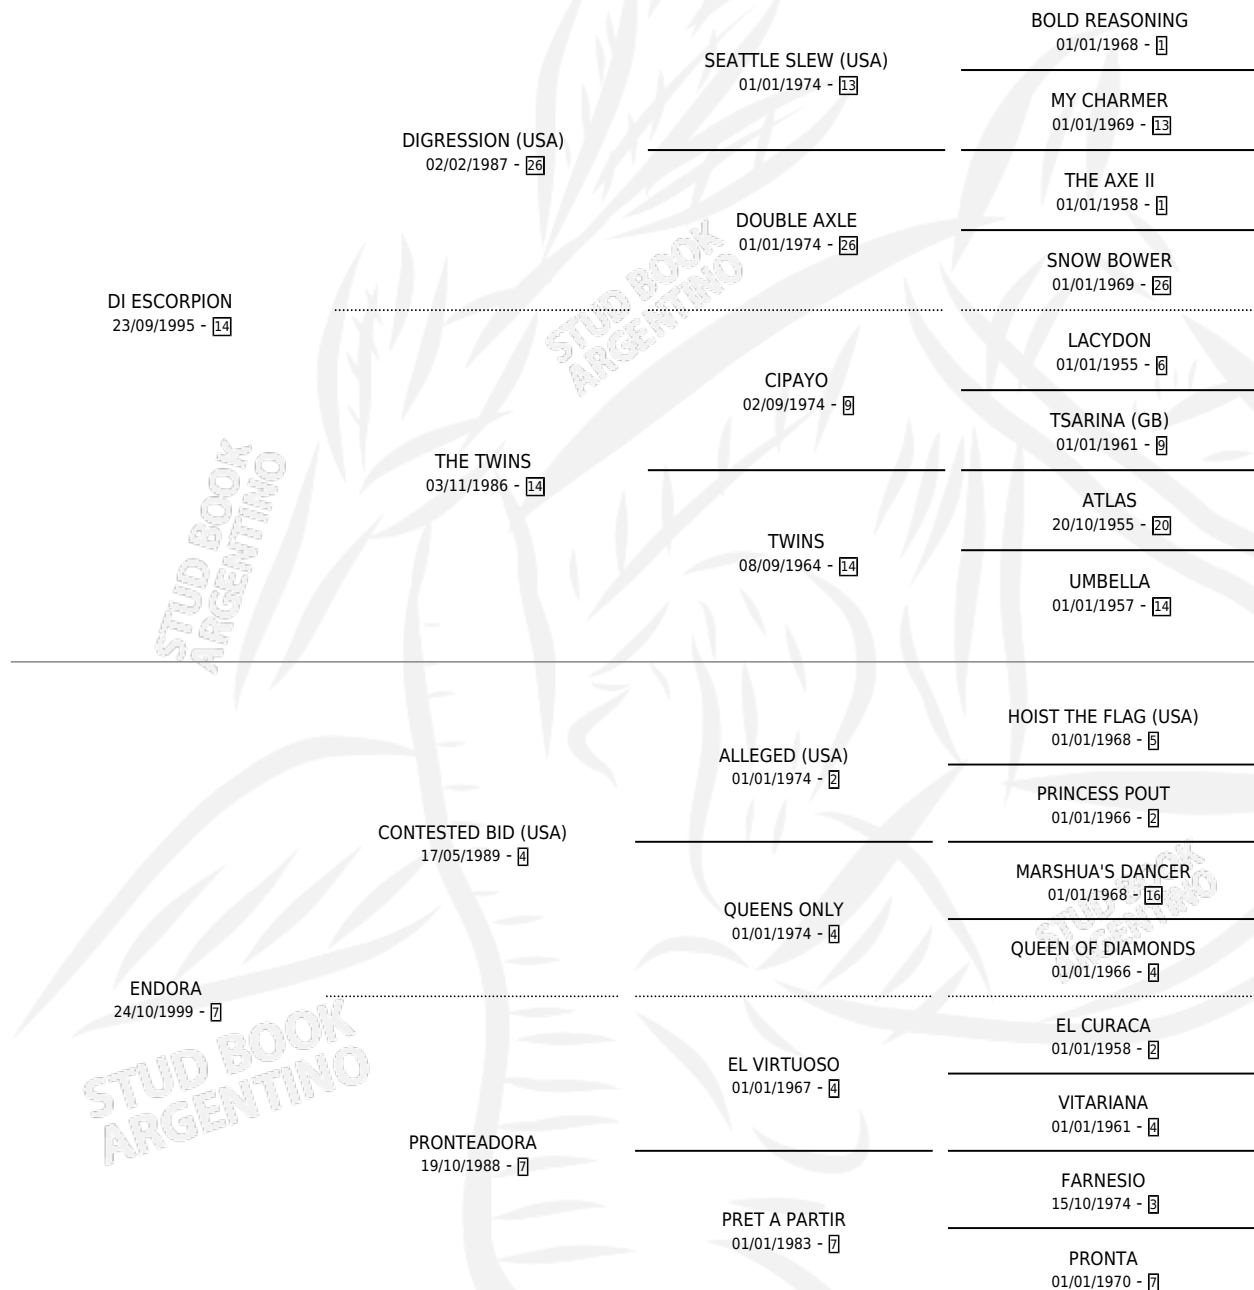 BOLD REASONING
01/01/1968 - 1
SEATTLE SLEW (USA)
01/01/1974 - 13
MY CHARMER
01/01/1969 - 13
DIGRESSION (USA)
02/02/1987 - 26
THE AXE II
01/01/1958 - 1
DOUBLE AXLE
01/01/1974 - 26
SNOW BOWER
01/01/1969 - 26
DI ESCORPION
23/09/1995 - 14
LACYDON
01/01/1955 - 6
CIPAYO
02/09/1974 - 9
TSARINA (GB)
01/01/1961 - 9
THE TWINS
03/11/1986 - 14
ATLAS
20/10/1955 - 20
TWINS
08/09/1964 - 14
UMBELLA
01/01/1957 - 14
HOIST THE FLAG (USA)
01/01/1968 - 5
ALLEGED (USA)
01/01/1974 - 2
PRINCESS POUT
01/01/1966 - 2
CONTESTED BID (USA)
17/05/1989 - 4
MARSHUA'S DANCER
01/01/1968 - 16
QUEENS ONLY
01/01/1974 - 4
QUEEN OF DIAMONDS
01/01/1966 - 4
ENDORA
24/10/1999 - 7
EL CURACA
01/01/1958 - 2
EL VIRTUOSO
01/01/1967 - 4
VITARIANA
01/01/1961 - 4
PRONTEADORA
19/10/1988 - 7
FARNESIO
15/10/1974 - 3
PRET A PARTIR
01/01/1983 - 7
PRONTA
01/01/1970 - 7
STUD BOOK
ARGENTINO
STUD BOOK
ARGENTINO
STUD BOOK
ARGENTINO
STUD BOOK
ARGENTINO